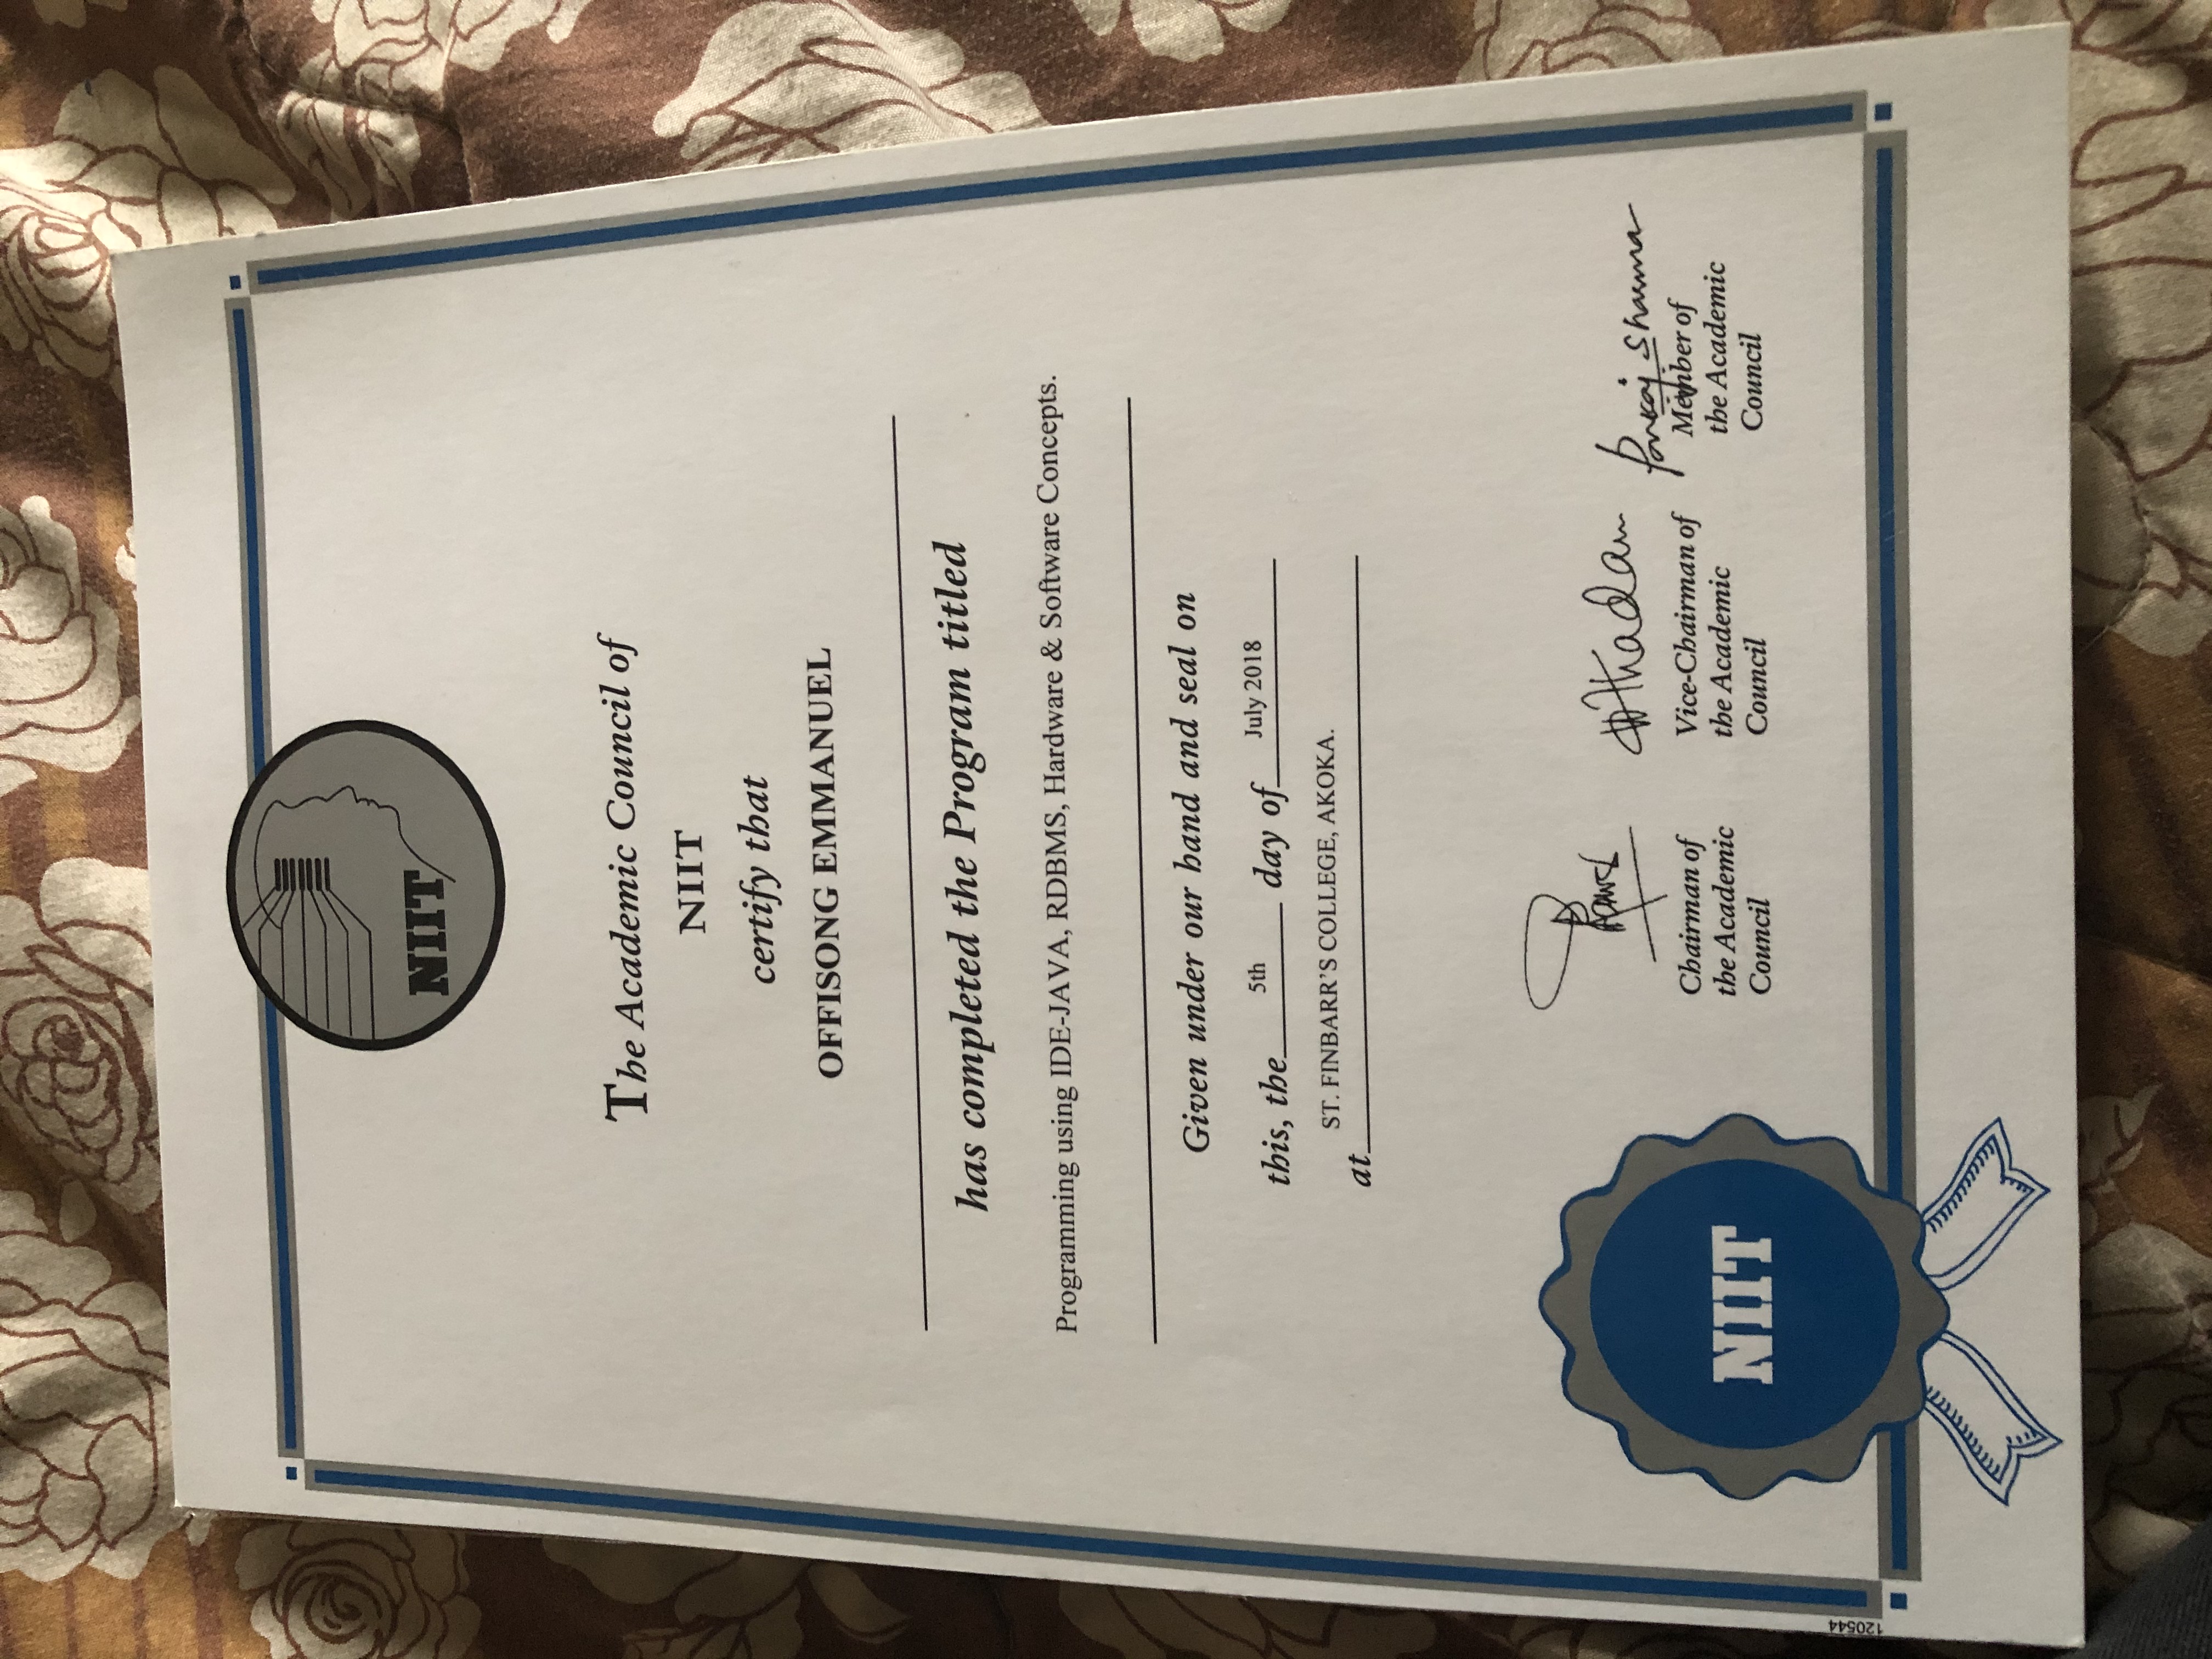 NIIT
The Academic Council of
NIIT
certify that
OFFISONG EMMANUEL
has completed the Program titled
Programming using IDE-JAVA, RDBMS, Hardware & Software Concepts.
Given under our hand and seal on
this, the 5th day of July 2018
at ST. FINBARR'S COLLEGE, AKOKA.
Pankaj Sharma
Chairman of
the Academic
Council
Vice-Chairman of
the Academic
Council
Member of
the Academic
Council
NIIT
120544